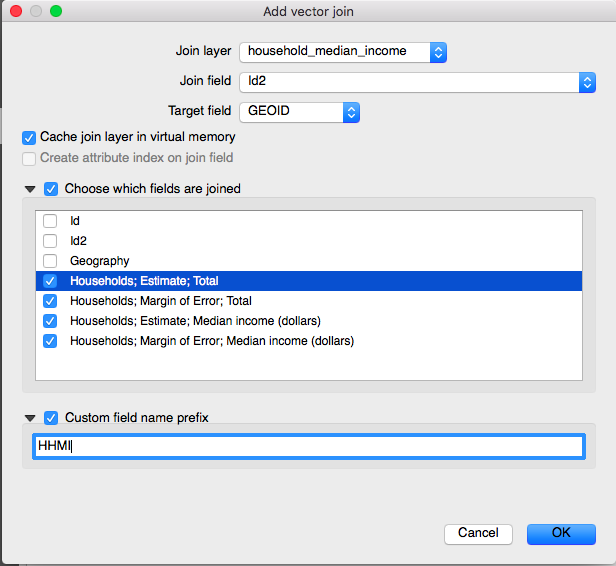 Add vector join
Join layer household_median_income
Join field Id2
Target field GEOID
Cache join layer in virtual memory
Create attribute index on join field
Choose which fields are joined
Id
Id2
Geography
Households; Estimate; Total
Households; Margin of Error; Total
Households; Estimate; Median income (dollars)
Households; Margin of Error; Median income (dollars)
Custom field name prefix
HHMI
Cancel OK